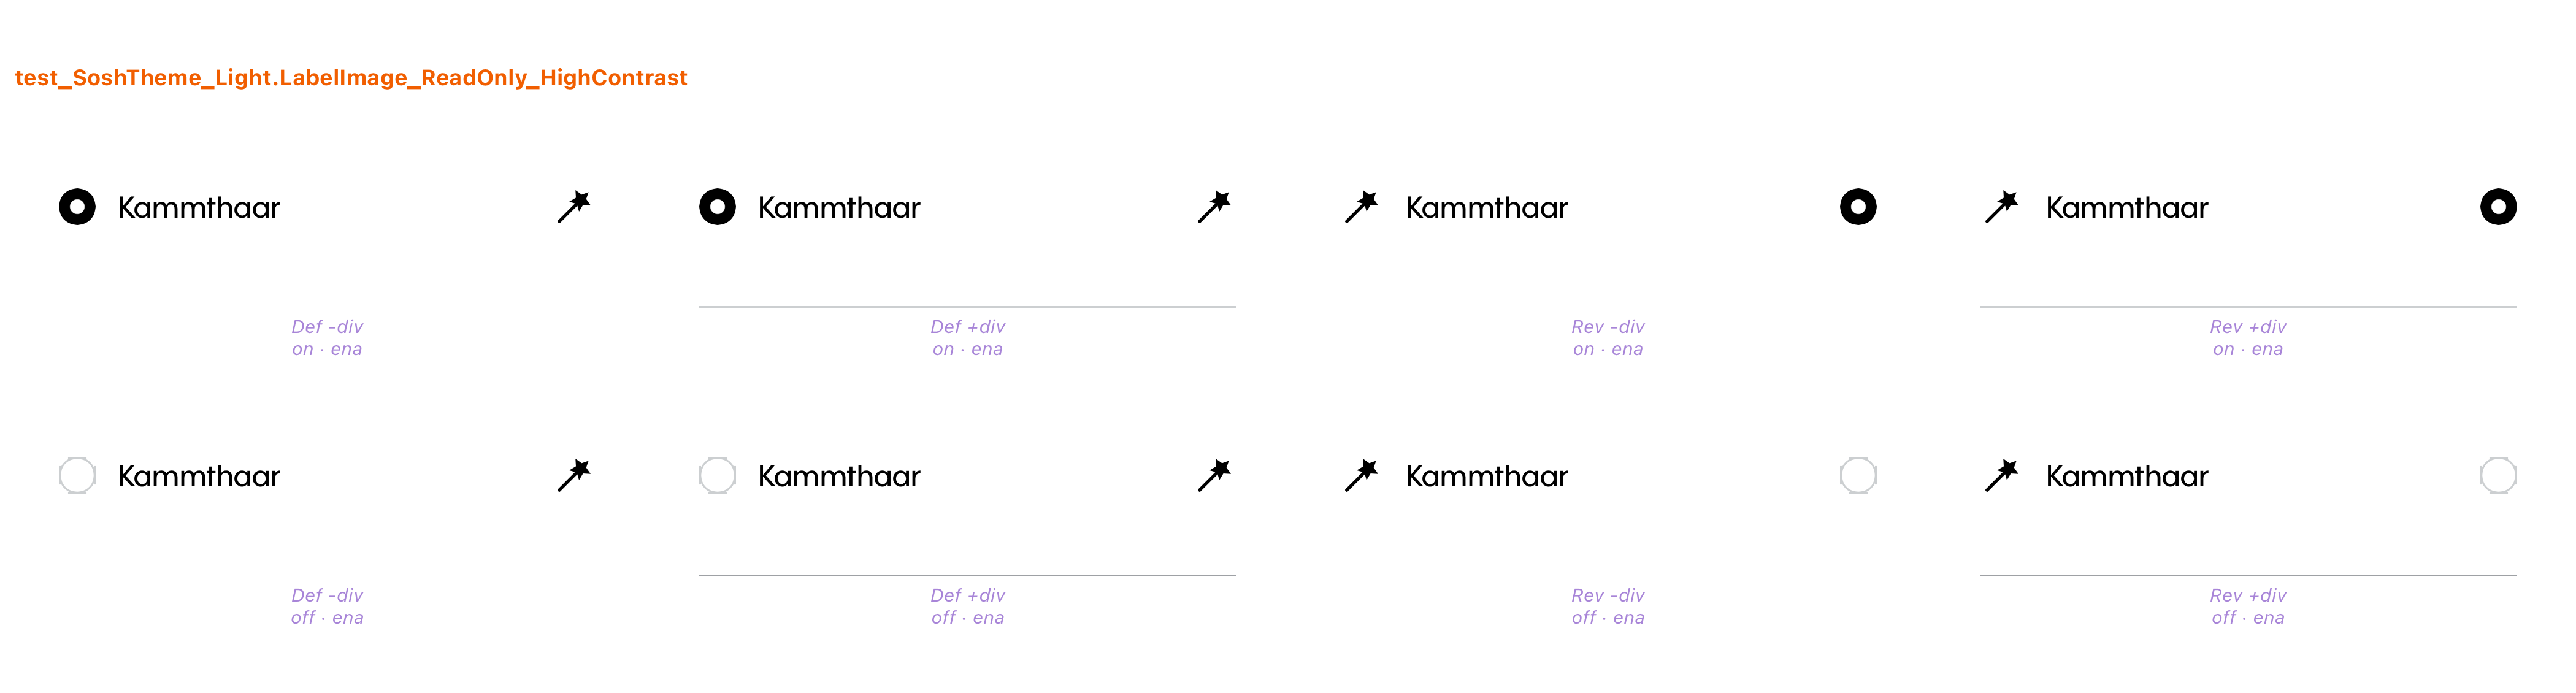 test_SoshTheme_Light.LabelImage_ReadOnly_HighContrast
Kammthaar
Kammthaar
Kammthaar
Kammthaar
Def -div
on · ena
Def +div
on · ena
Rev -div
on · ena
Rev +div
on · ena
Kammthaar
Kammthaar
Kammthaar
Kammthaar
Def -div
off · ena
Def +div
off · ena
Rev -div
off · ena
Rev +div
off · ena